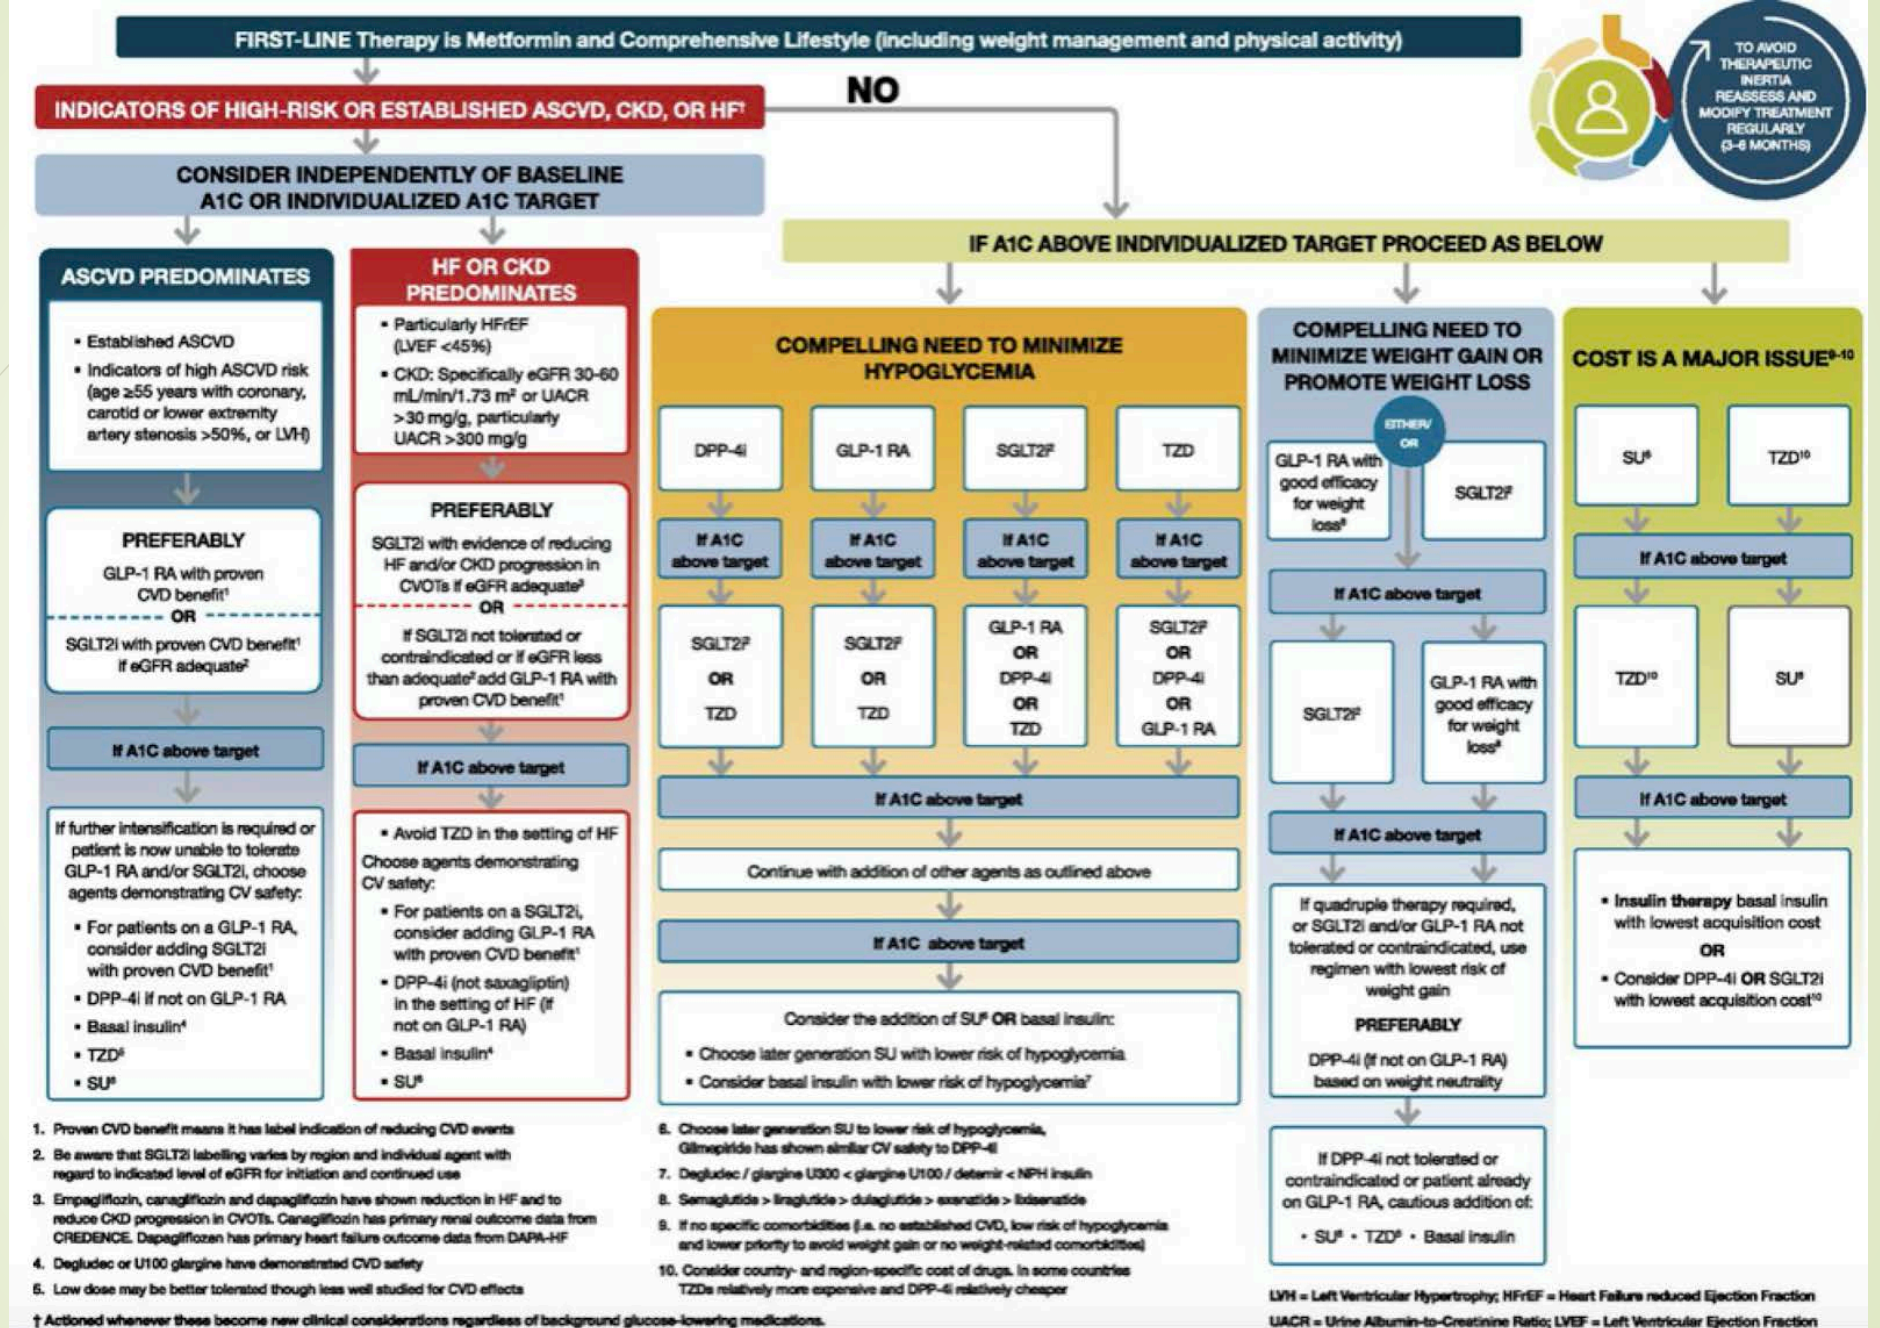 FIRST-LINE Therapy is Metformin and Comprehensive Lifestyle (including weight management and physical activity)
TO AVOID
THERAPEUTIC
INERTIA
REASSESS AND
MODIFY TREATMENT
REGULARLY
(3-6 MONTHS)
INDICATORS OF HIGH-RISK OR ESTABLISHED ASCVD, CKD, OR HF†
NO
CONSIDER INDEPENDENTLY OF BASELINE
A1C OR INDIVIDUALIZED A1C TARGET
IF A1C ABOVE INDIVIDUALIZED TARGET PROCEED AS BELOW
ASCVD PREDOMINATES
▪ Established ASCVD
▪ Indicators of high ASCVD risk
(age ≥55 years with coronary,
carotid or lower extremity
artery stenosis >50%, or LVH)
PREFERABLY
GLP-1 RA with proven
CVD benefit¹
OR
SGLT2i with proven CVD benefit¹
if eGFR adequate²
If A1C above target
If further intensification is required or
patient is now unable to tolerate
GLP-1 RA and/or SGLT2i, choose
agents demonstrating CV safety:
▪ For patients on a GLP-1 RA,
consider adding SGLT2i
with proven CVD benefit¹
▪ DPP-4i if not on GLP-1 RA
▪ Basal insulin⁴
▪ TZD⁵
▪ SU⁶
HF OR CKD
PREDOMINATES
▪ Particularly HFrEF
(LVEF <45%)
▪ CKD: Specifically eGFR 30-60
mL/min/1.73 m² or UACR
>30 mg/g, particularly
UACR >300 mg/g
PREFERABLY
SGLT2i with evidence of reducing
HF and/or CKD progression in
CVOTs if eGFR adequate³
OR
If SGLT2i not tolerated or
contraindicated or if eGFR less
than adequate² add GLP-1 RA with
proven CVD benefit¹
If A1C above target
▪ Avoid TZD in the setting of HF
Choose agents demonstrating
CV safety:
▪ For patients on a SGLT2i,
consider adding GLP-1 RA
with proven CVD benefit¹
▪ DPP-4i (not saxagliptin)
in the setting of HF (if
not on GLP-1 RA)
▪ Basal insulin⁴
▪ SU⁶
COMPELLING NEED TO MINIMIZE
HYPOGLYCEMIA
DPP-4i
GLP-1 RA
SGLT2i²
TZD
If A1C
above target
If A1C
above target
If A1C
above target
If A1C
above target
SGLT2i²
OR
TZD
SGLT2i²
OR
TZD
GLP-1 RA
OR
DPP-4i
OR
TZD
SGLT2i²
OR
DPP-4i
OR
GLP-1 RA
If A1C above target
Continue with addition of other agents as outlined above
If A1C above target
Consider the addition of SU⁶ OR basal insulin:
▪ Choose later generation SU with lower risk of hypoglycemia
▪ Consider basal insulin with lower risk of hypoglycemia⁷
COMPELLING NEED TO
MINIMIZE WEIGHT GAIN OR
PROMOTE WEIGHT LOSS
EITHER/
OR
GLP-1 RA with
good efficacy
for weight
loss⁸
SGLT2i²
If A1C above target
SGLT2i²
GLP-1 RA with
good efficacy
for weight
loss⁸
If A1C above target
If quadruple therapy required,
or SGLT2i and/or GLP-1 RA not
tolerated or contraindicated, use
regimen with lowest risk of
weight gain
PREFERABLY
DPP-4i (if not on GLP-1 RA)
based on weight neutrality
If DPP-4i not tolerated or
contraindicated or patient already
on GLP-1 RA, cautious addition of:
• SU⁶ • TZD⁵ • Basal insulin
COST IS A MAJOR ISSUE⁹⁻¹⁰
SU⁶
TZD¹⁰
If A1C above target
TZD¹⁰
SU⁶
If A1C above target
▪ Insulin therapy basal insulin
with lowest acquisition cost
OR
▪ Consider DPP-4i OR SGLT2i
with lowest acquisition cost¹⁰
1. Proven CVD benefit means it has label indication of reducing CVD events
2. Be aware that SGLT2i labelling varies by region and individual agent with
regard to indicated level of eGFR for initiation and continued use
3. Empagliflozin, canagliflozin and dapagliflozin have shown reduction in HF and to
reduce CKD progression in CVOTs. Canagliflozin has primary renal outcome data from
CREDENCE. Dapagliflozen has primary heart failure outcome data from DAPA-HF
4. Degludec or U100 glargine have demonstrated CVD safety
5. Low dose may be better tolerated though less well studied for CVD effects
6. Choose later generation SU to lower risk of hypoglycemia,
Glimepiride has shown similar CV safety to DPP-4i
7. Degludec / glargine U300 < glargine U100 / detemir < NPH insulin
8. Semaglutide > liraglutide > dulaglutide > exenatide > lixisenatide
9. If no specific comorbidities (i.e. no established CVD, low risk of hypoglycemia
and lower priority to avoid weight gain or no weight-related comorbidities)
10. Consider country- and region-specific cost of drugs. In some countries
TZDs relatively more expensive and DPP-4i relatively cheaper
† Actioned whenever these become new clinical considerations regardless of background glucose-lowering medications.
LVH = Left Ventricular Hypertrophy; HFrEF = Heart Failure reduced Ejection Fraction
UACR = Urine Albumin-to-Creatinine Ratio; LVEF = Left Ventricular Ejection Fraction